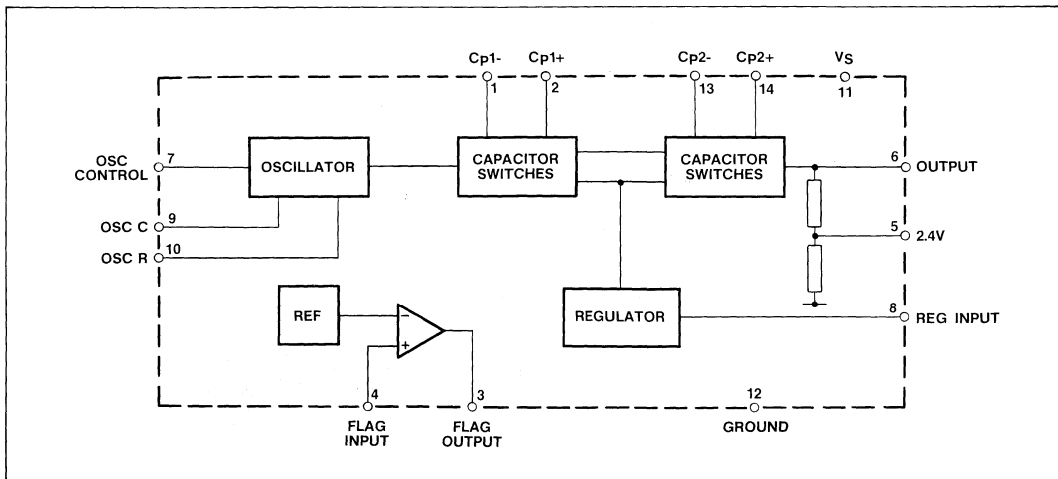 Cp1- Cp1+ Cp2- Cp2+ VS
1 2 13 14 11
OSC CONTROL
7
OSCILLATOR
CAPACITOR SWITCHES
CAPACITOR SWITCHES
6 OUTPUT
OSC C 9
5 2.4V
OSC R 10
REF
-
+
REGULATOR
8 REG INPUT
4 3 12
FLAG INPUT
FLAG OUTPUT
GROUND